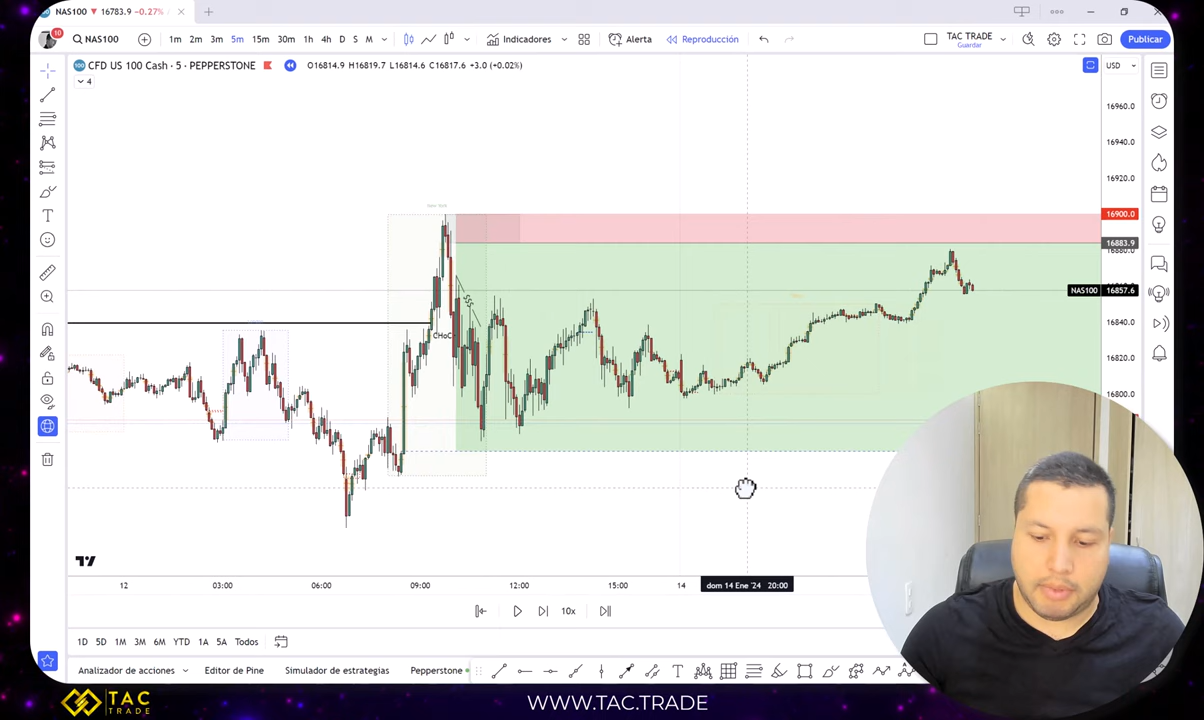 NAS100 16783.9 -0.27%
10
NAS100
1m 2m 3m 5m 15m 30m 1h 4h D S M
Indicadores
Alerta
Reproducción
TAC TRADE
Guardar
Publicar
CFD US 100 Cash · 5 · PEPPERSTONE
O16814.9 H16819.7 L16814.6 C16817.6 +3.0 (+0.02%)
4
USD
16960.0
16940.0
16920.0
16900.0
16883.9
NAS100 16857.6
16840.0
16820.0
16800.0
New York
CHoC
12 03:00 06:00 09:00 12:00 15:00 14 dom 14 Ene '24 20:00
10x
1D 5D 1M 3M 6M YTD 1A 5A Todos
Analizador de acciones Editor de Pine Simulador de estrategias Pepperstone
TAC
TRADE
WWW.TAC.TRADE